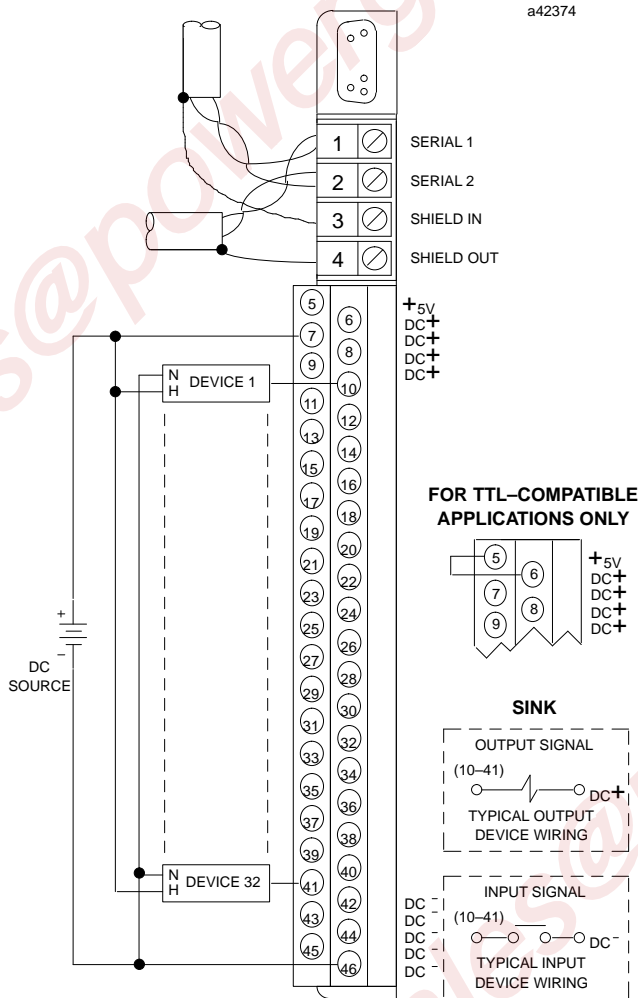 a42374
1 SERIAL 1
2 SERIAL 2
3 SHIELD IN
4 SHIELD OUT
5
6
7
8
9
10
11
12
13
14
15
16
17
18
19
20
21
22
23
24
25
26
27
28
29
30
31
32
33
34
35
36
37
38
39
40
41
42
43
44
45
46
+5V
DC+
DC+
DC+
DC+
N
H
DEVICE 1
FOR TTL–COMPATIBLE
APPLICATIONS ONLY
5
6
7
8
9
+5V
DC+
DC+
DC+
DC+
+
–
DC
SOURCE
SINK
OUTPUT SIGNAL
(10–41)
DC+
TYPICAL OUTPUT
DEVICE WIRING
N
H
DEVICE 32
DC -
DC -
DC -
DC -
DC -
INPUT SIGNAL
(10–41)
DC -
TYPICAL INPUT
DEVICE WIRING